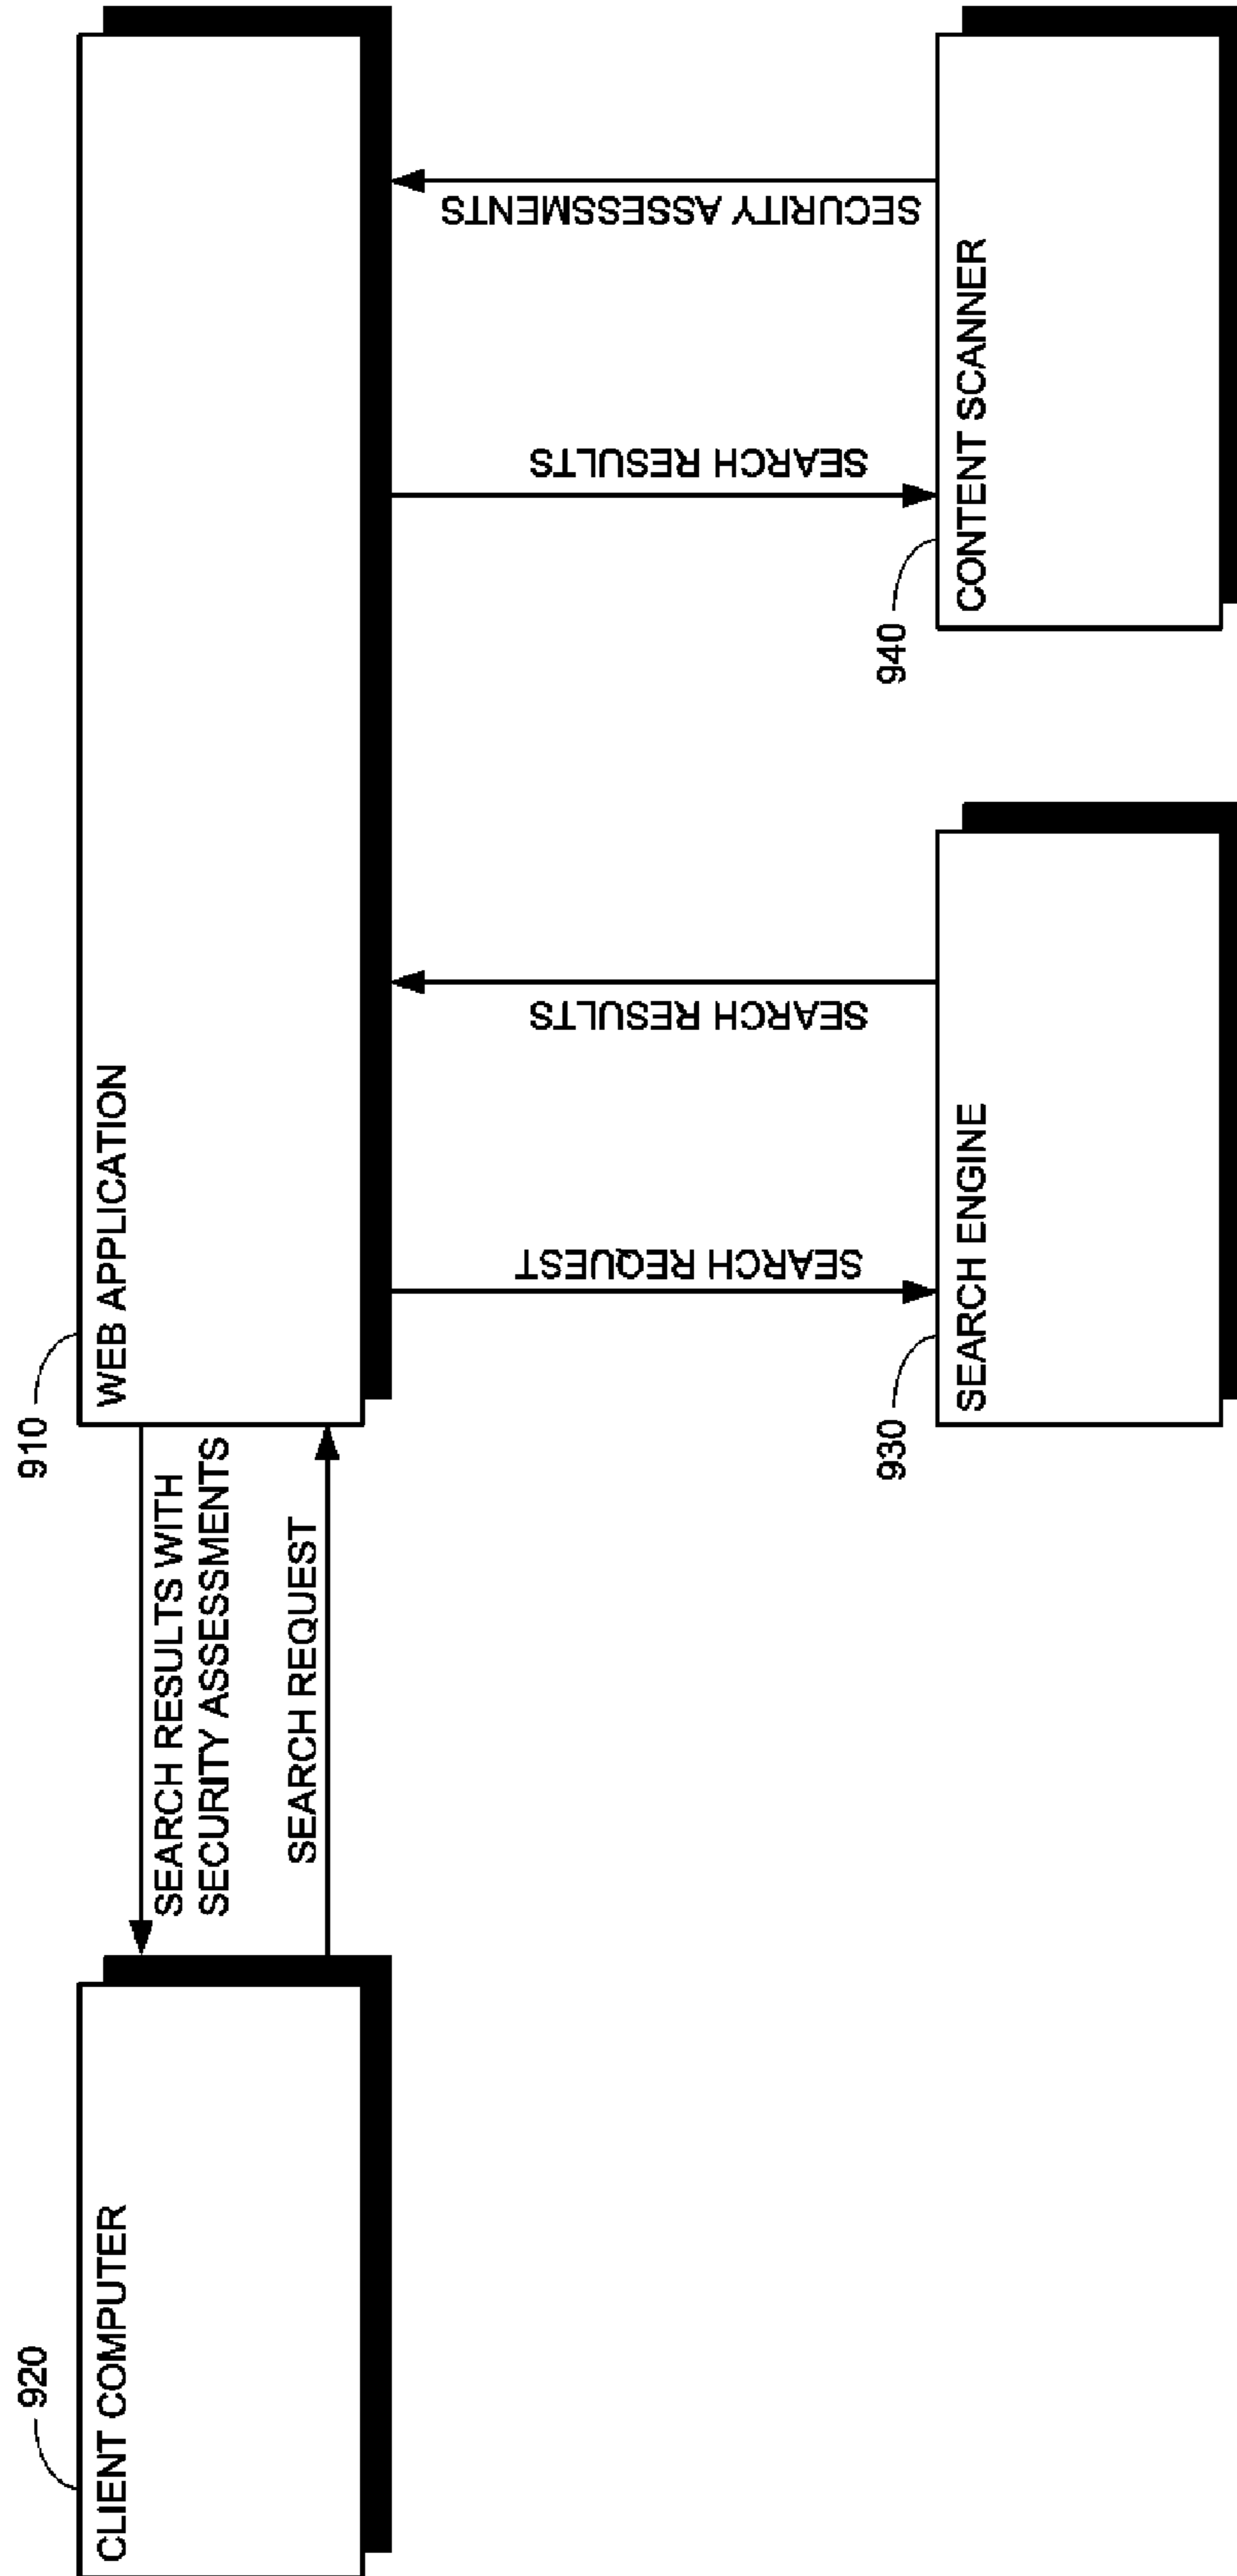 920
CLIENT COMPUTER
SEARCH RESULTS WITH
SECURITY ASSESSMENTS
SEARCH REQUEST
910
WEB APPLICATION
SEARCH REQUEST
SEARCH RESULTS
SEARCH RESULTS
SECURITY ASSESSMENTS
930
SEARCH ENGINE
940
CONTENT SCANNER